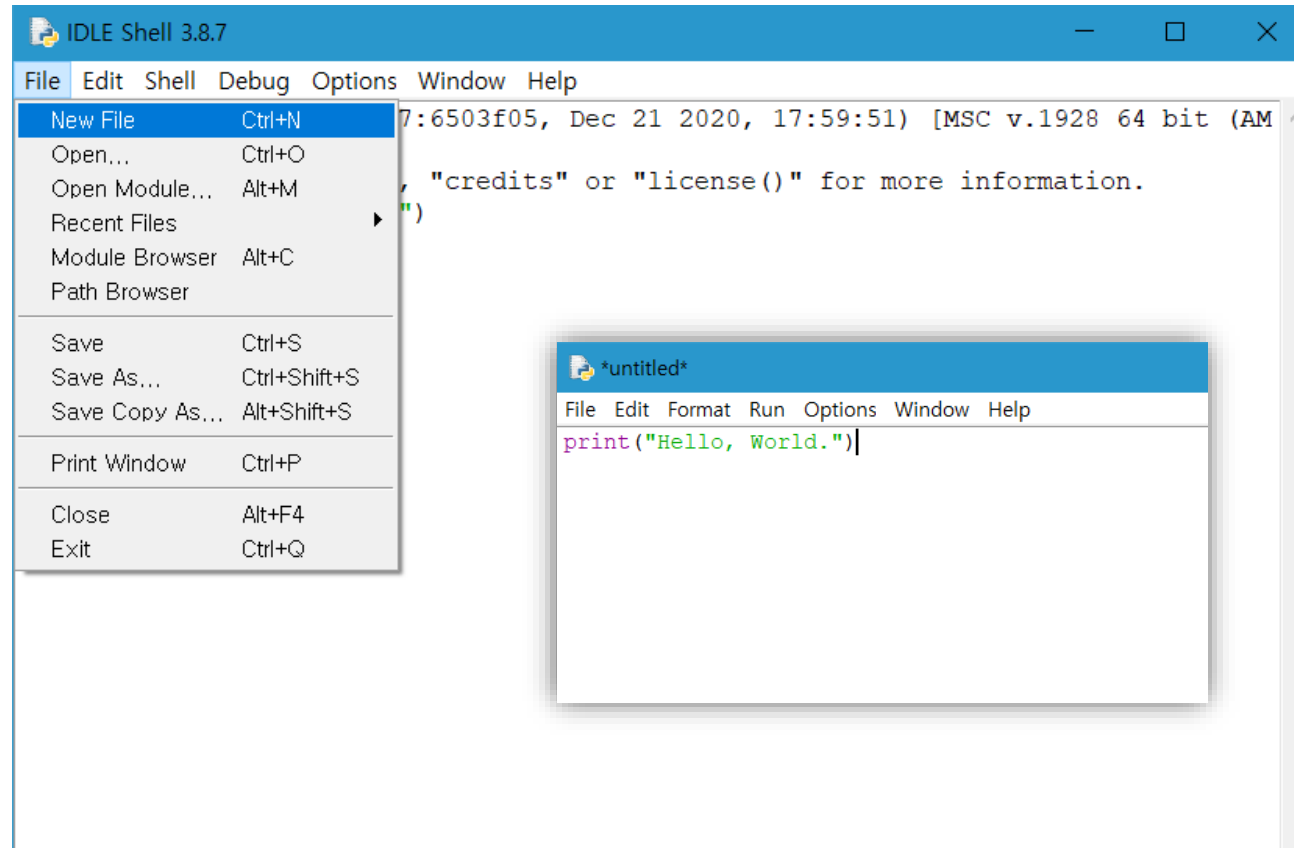 IDLE Shell 3.8.7
File Edit Shell Debug Options Window Help
New File Ctrl+N
Open... Ctrl+O
Open Module... Alt+M
Recent Files
Module Browser Alt+C
Path Browser
Save Ctrl+S
Save As... Ctrl+Shift+S
Save Copy As... Alt+Shift+S
Print Window Ctrl+P
Close Alt+F4
Exit Ctrl+Q
7:6503f05, Dec 21 2020, 17:59:51) [MSC v.1928 64 bit (AM
, "credits" or "license()" for more information.
")
*untitled*
File Edit Format Run Options Window Help
print("Hello, World.")